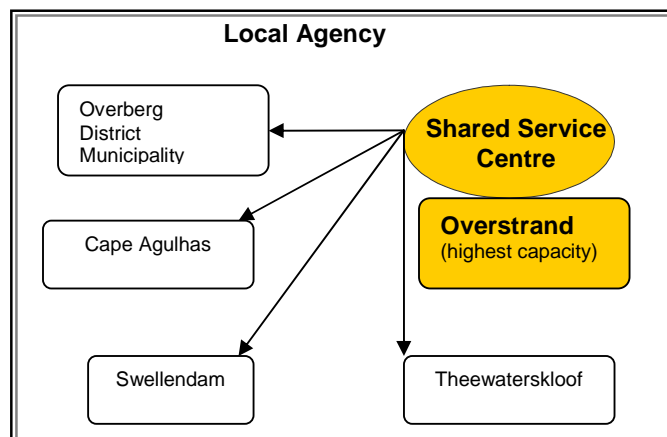 Local Agency
Overberg
District
Municipality
Shared Service
Centre
Cape Agulhas
Overstrand
(highest capacity)
Swellendam
Theewaterskloof